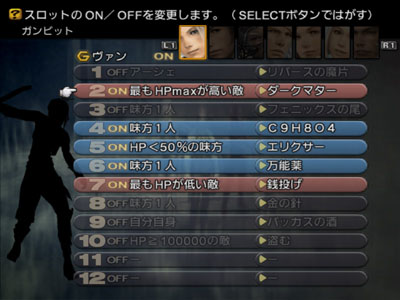 スロットのON/OFFを変更します。（SELECTボタンではがす）
ガンビット
L1
R1
ヴァン ON
1 OFF アーシェ リバースの魔片
2 ON 最もHPmaxが高い敵 ダークマター
3 OFF 味方1人 フェニックスの尾
4 ON 味方1人 C9H8O4
5 ON HP＜50%の味方 エリクサー
6 ON 味方1人 万能薬
7 ON 最もHPが低い敵 銭投げ
8 OFF 味方1人 金の針
9 OFF 自分自身 バッカスの酒
10 OFF HP≧100000の敵 盗む
11 OFF ー ー
12 OFF ー ー